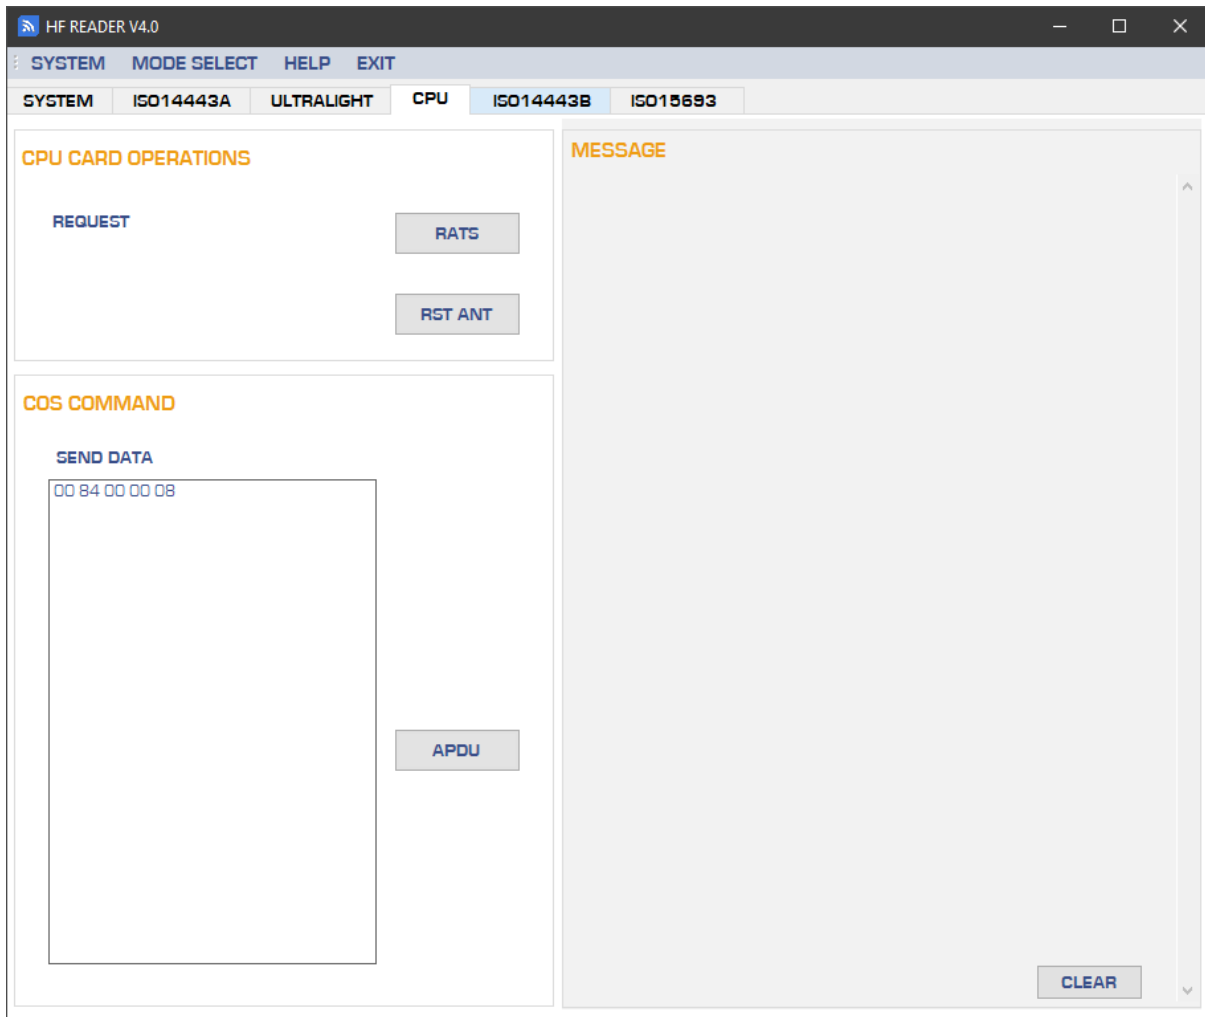 HF READER V4.0
SYSTEM MODE SELECT HELP EXIT
SYSTEM ISO14443A ULTRALIGHT CPU ISO14443B ISO15693
CPU CARD OPERATIONS
REQUEST
RATS
RST ANT
COS COMMAND
SEND DATA
00 84 00 00 08
APDU
MESSAGE
CLEAR